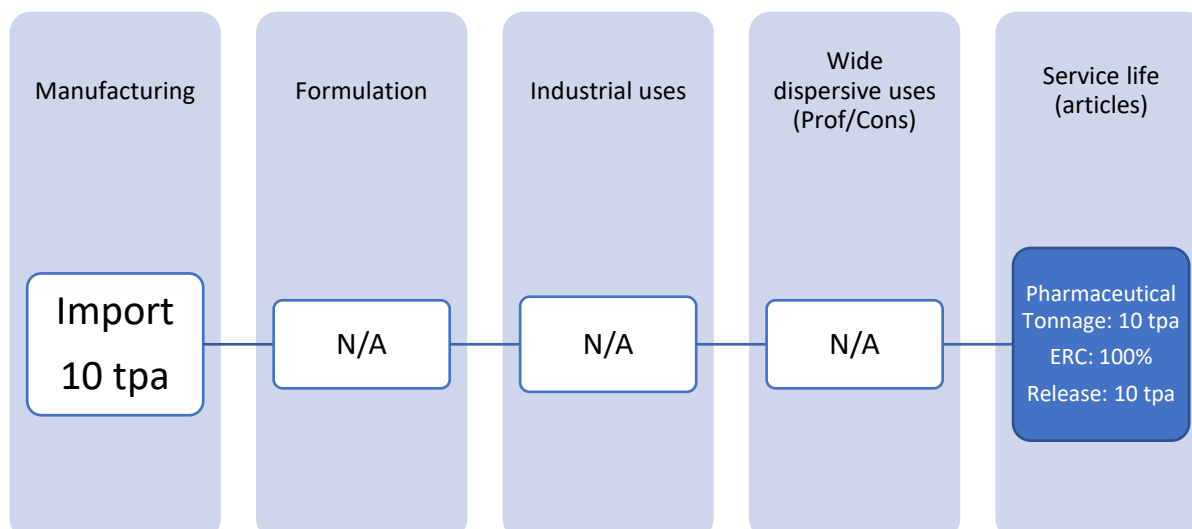 Manufacturing
Formulation
Industrial uses
Wide
dispersive uses
(Prof/Cons)
Service life
(articles)
Import
10 tpa
N/A
N/A
N/A
Pharmaceutical
Tonnage: 10 tpa
ERC: 100%
Release: 10 tpa